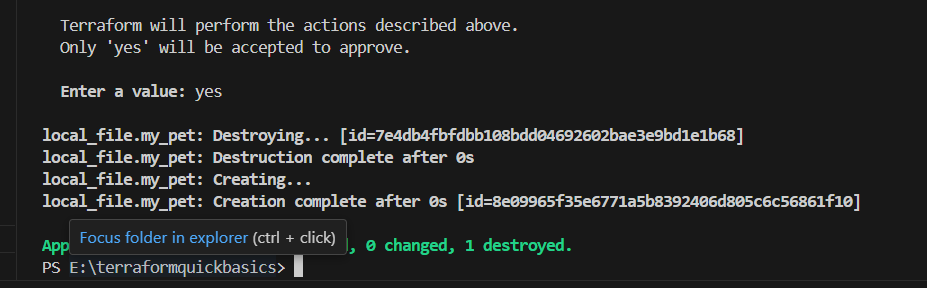 Terraform will perform the actions described above.
Only 'yes' will be accepted to approve.
Enter a value: yes
local_file.my_pet: Destroying... [id=7e4db4fbfdbb108bdd04692602bae3e9bd1e1b68]
local_file.my_pet: Destruction complete after 0s
local_file.my_pet: Creating...
local_file.my_pet: Creation complete after 0s [id=8e09965f35e6771a5b8392406d805c6c56861f10]
Focus folder in explorer (ctrl + click)
App , 0 changed, 1 destroyed.
PS E:\terraformquickbasics>